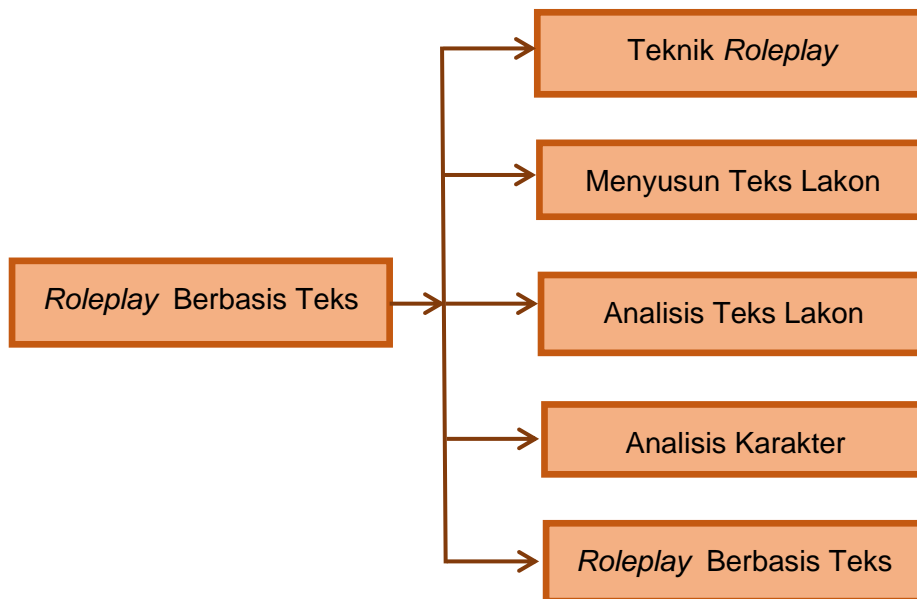 Teknik Roleplay
Menyusun Teks Lakon
Roleplay Berbasis Teks
Analisis Teks Lakon
Analisis Karakter
Roleplay Berbasis Teks